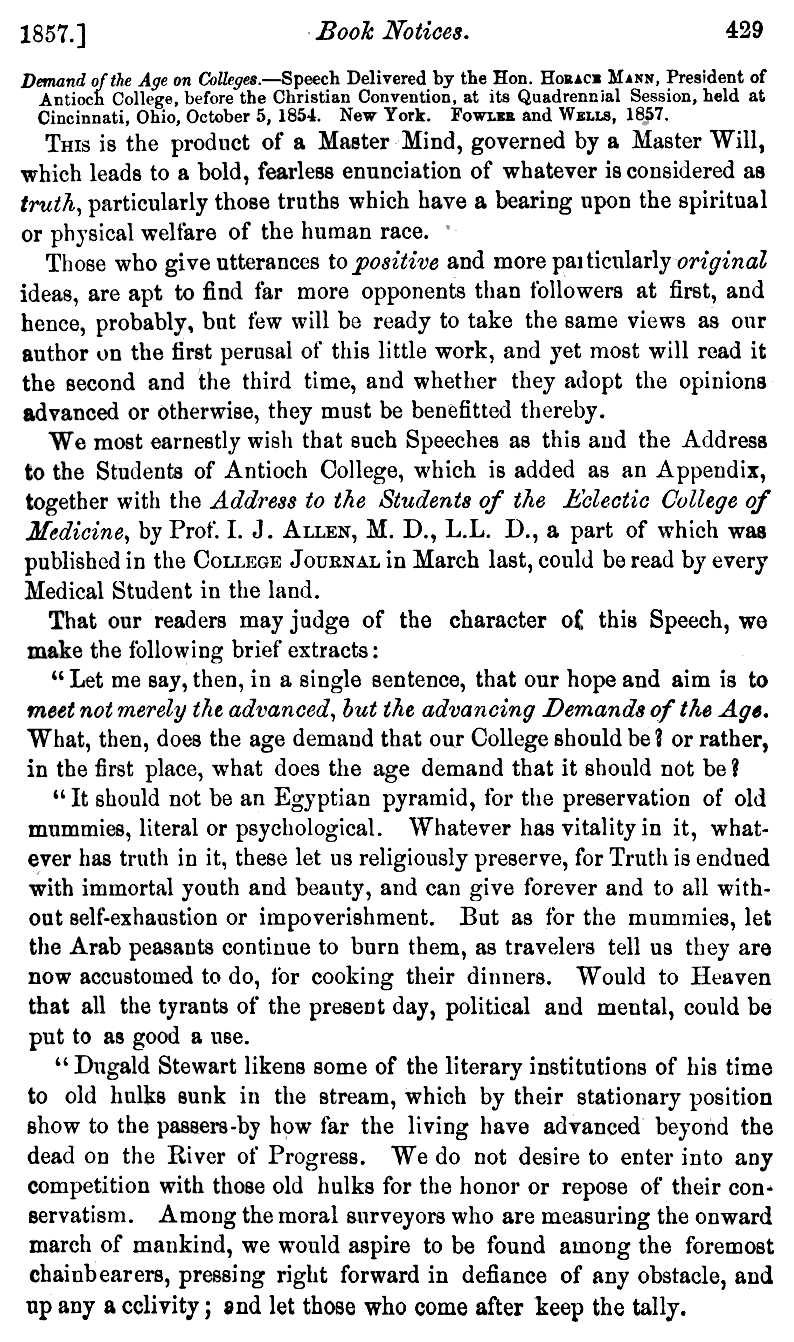 1857.] Book Notices. 429
Demand of the Age on Colleges.—Speech Delivered by the Hon. HORACE MANN, President of
Antioch College, before the Christian Convention, at its Quadrennial Session, held at
Cincinnati, Ohio, October 5, 1854. New York. FOWLER and WELLS, 1857.
THIS is the product of a Master Mind, governed by a Master Will,
which leads to a bold, fearless enunciation of whatever is considered as
truth, particularly those truths which have a bearing upon the spiritual
or physical welfare of the human race.
Those who give utterances to positive and more particularly original
ideas, are apt to find far more opponents than followers at first, and
hence, probably, but few will be ready to take the same views as our
author on the first perusal of this little work, and yet most will read it
the second and the third time, and whether they adopt the opinions
advanced or otherwise, they must be benefitted thereby.
We most earnestly wish that such Speeches as this and the Address
to the Students of Antioch College, which is added as an Appendix,
together with the Address to the Students of the Eclectic College of
Medicine, by Prof. I. J. ALLEN, M. D., L.L. D., a part of which was
published in the COLLEGE JOURNAL in March last, could be read by every
Medical Student in the land.
That our readers may judge of the character of this Speech, we
make the following brief extracts:
"Let me say, then, in a single sentence, that our hope and aim is to
meet not merely the advanced, but the advancing Demands of the Age.
What, then, does the age demand that our College should be? or rather,
in the first place, what does the age demand that it should not be?
"It should not be an Egyptian pyramid, for the preservation of old
mummies, literal or psychological. Whatever has vitality in it, what-
ever has truth in it, these let us religiously preserve, for Truth is endued
with immortal youth and beauty, and can give forever and to all with-
out self-exhaustion or impoverishment. But as for the mummies, let
the Arab peasants continue to burn them, as travelers tell us they are
now accustomed to do, for cooking their dinners. Would to Heaven
that all the tyrants of the present day, political and mental, could be
put to as good a use.
"Dugald Stewart likens some of the literary institutions of his time
to old hulks sunk in the stream, which by their stationary position
show to the passers-by how far the living have advanced beyond the
dead on the River of Progress. We do not desire to enter into any
competition with those old hulks for the honor or repose of their con-
servatism. Among the moral surveyors who are measuring the onward
march of mankind, we would aspire to be found among the foremost
chainbearers, pressing right forward in defiance of any obstacle, and
up any acclivity; and let those who come after keep the tally.